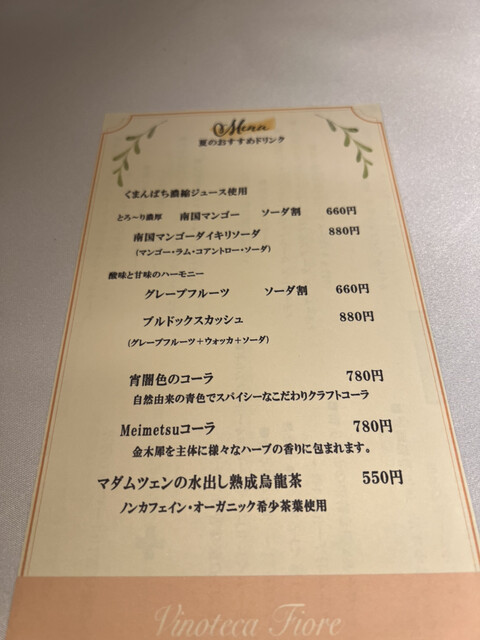 Menu
夏のおすすめドリンク
くまんばち濃縮ジュース使用
とろ～り濃厚 南国マンゴー ソーダ割 660円
南国マンゴーダイキリソーダ 880円
(マンゴー・ラム・コアントロー・ソーダ)
酸味と甘味のハーモニー
グレープフルーツ ソーダ割 660円
ブルドックスカッシュ 880円
(グレープフルーツ＋ウォッカ＋ソーダ)
宵闇色のコーラ 780円
自然由来の青色でスパイシーなこだわりクラフトコーラ
Meimetsuコーラ 780円
金木犀を主体に様々なハーブの香りに包まれます。
マダムツェンの水出し熟成烏龍茶 550円
ノンカフェイン・オーガニック希少茶葉使用
Vinoteca Fiore